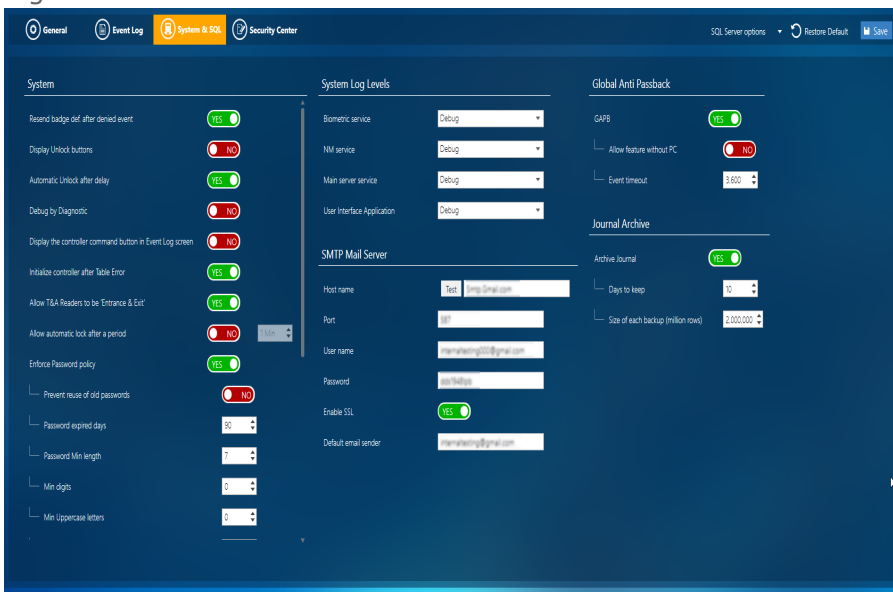 General
Event Log
System & SQL
Security Center
SQL Server options
Restore Default
Save
System
Resend badge def. after denied event YES
Display Unlock buttons NO
Automatic Unlock after delay YES
Debug by Diagnostic NO
Display the controller command button in Event Log screen NO
Initialize controller after Table Error YES
Allow T&A Readers to be 'Entrance & Exit' YES
Allow automatic lock after a period NO 1 Min
Enforce Password policy YES
Prevent reuse of old passwords NO
Password expired days 90
Password Min length 7
Min digits 0
Min Uppercase letters 0
System Log Levels
Biometric service Debug
NM service Debug
Main server service Debug
User Interface Application Debug
SMTP Mail Server
Host name Test Smtp.Gmail.com
Port 587
User name
Password
Enable SSL YES
Default email sender
Global Anti Passback
GAPB YES
Allow feature without PC NO
Event timeout 3,600
Journal Archive
Archive Journal YES
Days to keep 10
Size of each backup (million rows) 2,000,000